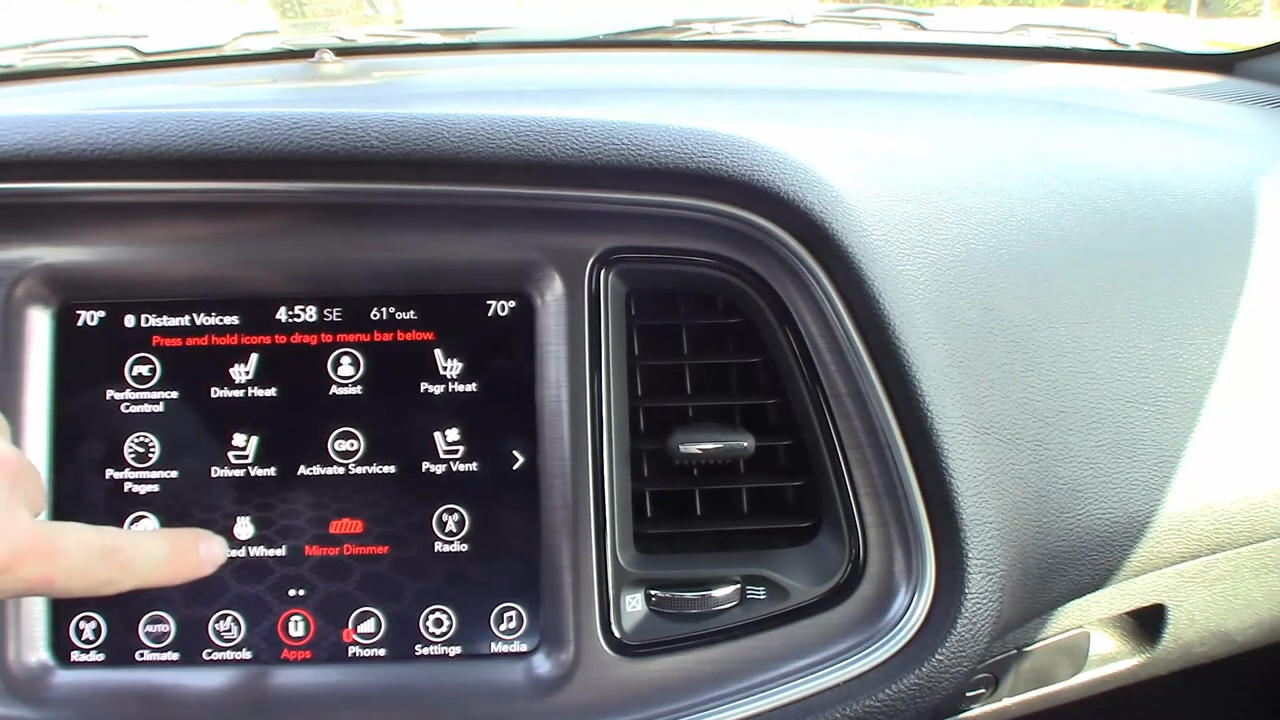 70° Distant Voices 4:58 SE 61°out. 70°
Press and hold icons to drag to menu bar below.
Performance Control
Driver Heat
Assist
Psgr Heat
Performance Pages
Driver Vent
GO
Activate Services
Psgr Vent
Wheel
Mirror Dimmer
Radio
Radio
AUTO
Climate
Controls
Apps
Phone
Settings
Media